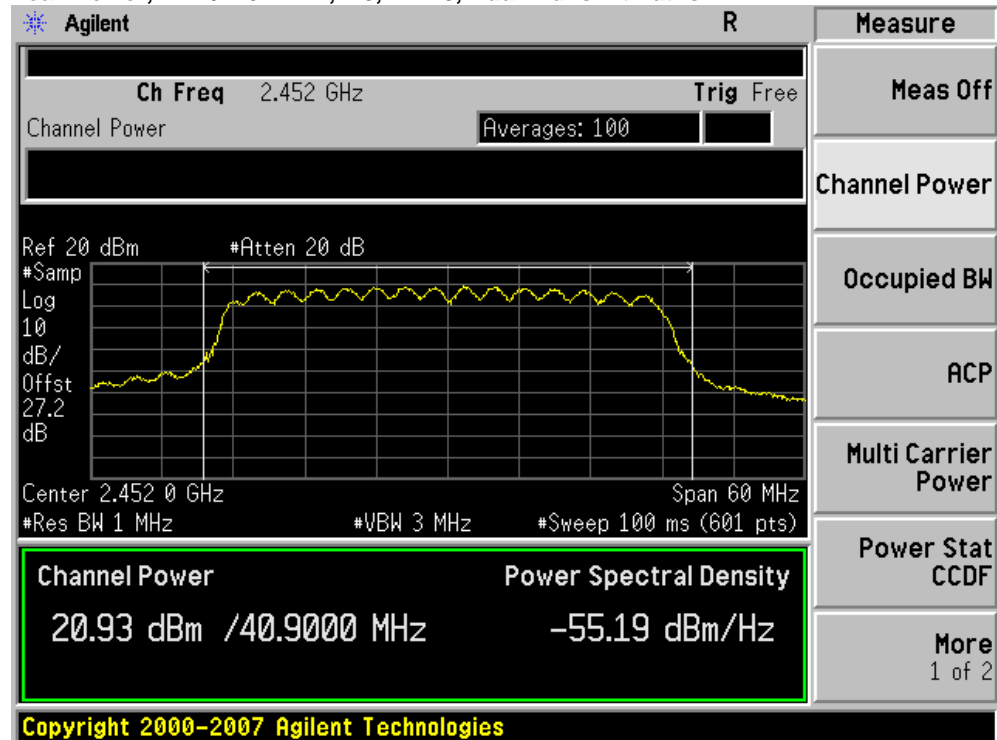 Agilent R Measure
Ch Freq 2.452 GHz Trig Free
Channel Power Averages: 100
Meas Off
Channel Power
Occupied BW
ACP
Multi Carrier
Power
Power Stat
CCDF
More
1 of 2
Ref 20 dBm #Atten 20 dB
#Samp
Log
10
dB/
Offst
27.2
dB
Center 2.452 0 GHz Span 60 MHz
#Res BW 1 MHz #VBW 3 MHz #Sweep 100 ms (601 pts)
Channel Power Power Spectral Density
20.93 dBm /40.9000 MHz -55.19 dBm/Hz
Copyright 2000-2007 Agilent Technologies